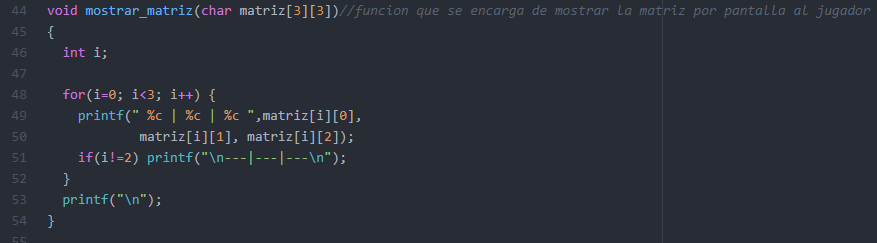 44 void mostrar_matriz(char matriz[3][3])//funcion que se encarga de mostrar la matriz por pantalla al jugador
45 {
46   int i;
47
48   for(i=0; i<3; i++) {
49     printf(" %c | %c | %c ",matriz[i][0],
50             matriz[i][1], matriz[i][2]);
51     if(i!=2) printf("\n---|---|---\n");
52   }
53   printf("\n");
54 }
55